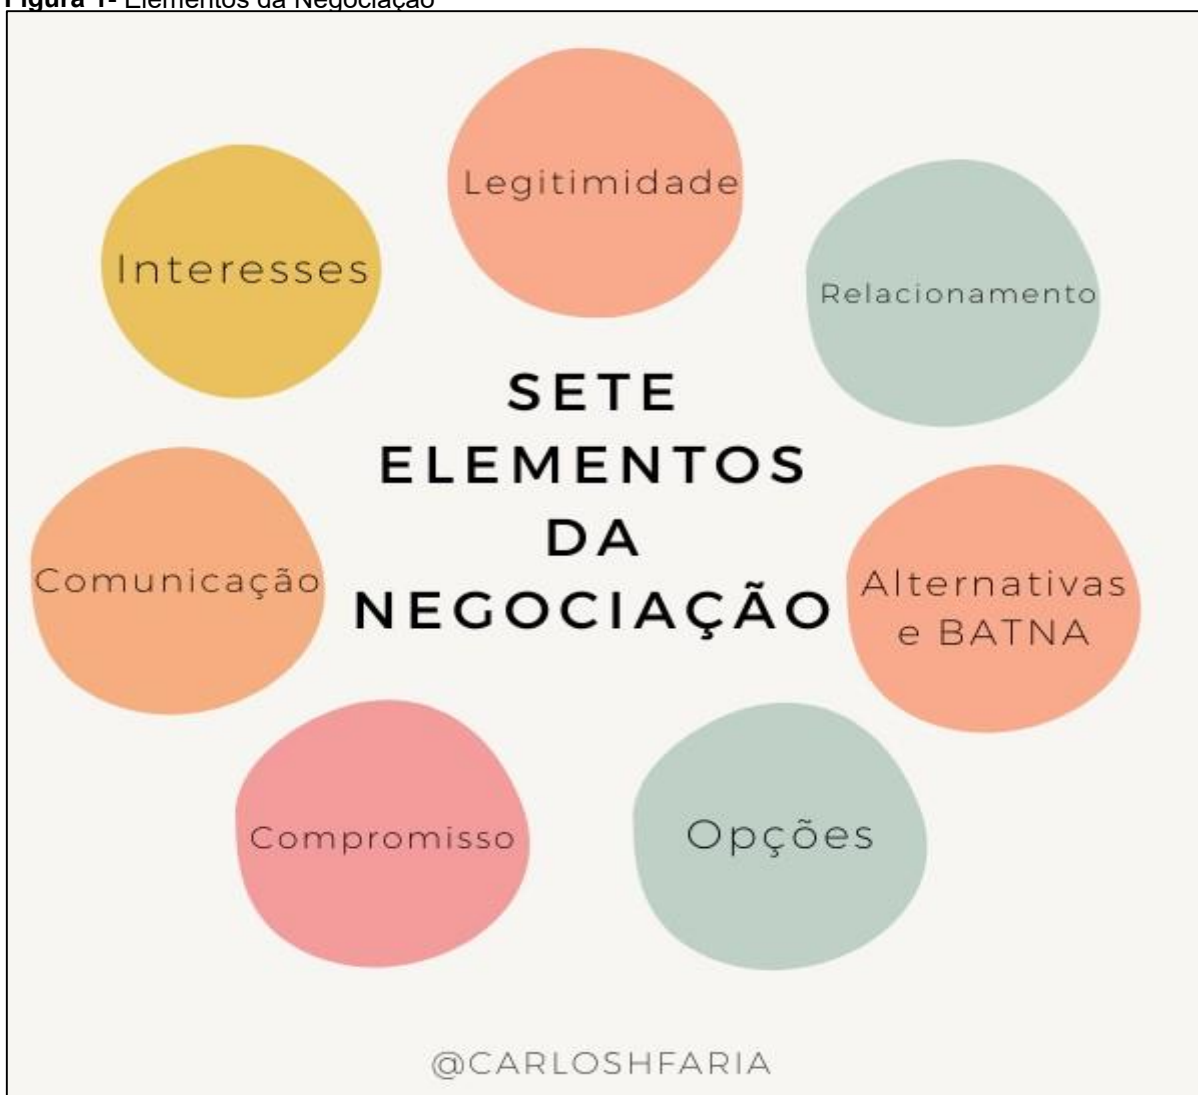 Figura 1- Elementos da Negociação
Legitimidade
Interesses
Relacionamento
SETE
ELEMENTOS
DA
NEGOCIAÇÃO
Comunicação
Alternativas
e BATNA
Compromisso
Opções
@CARLOSHFARIA